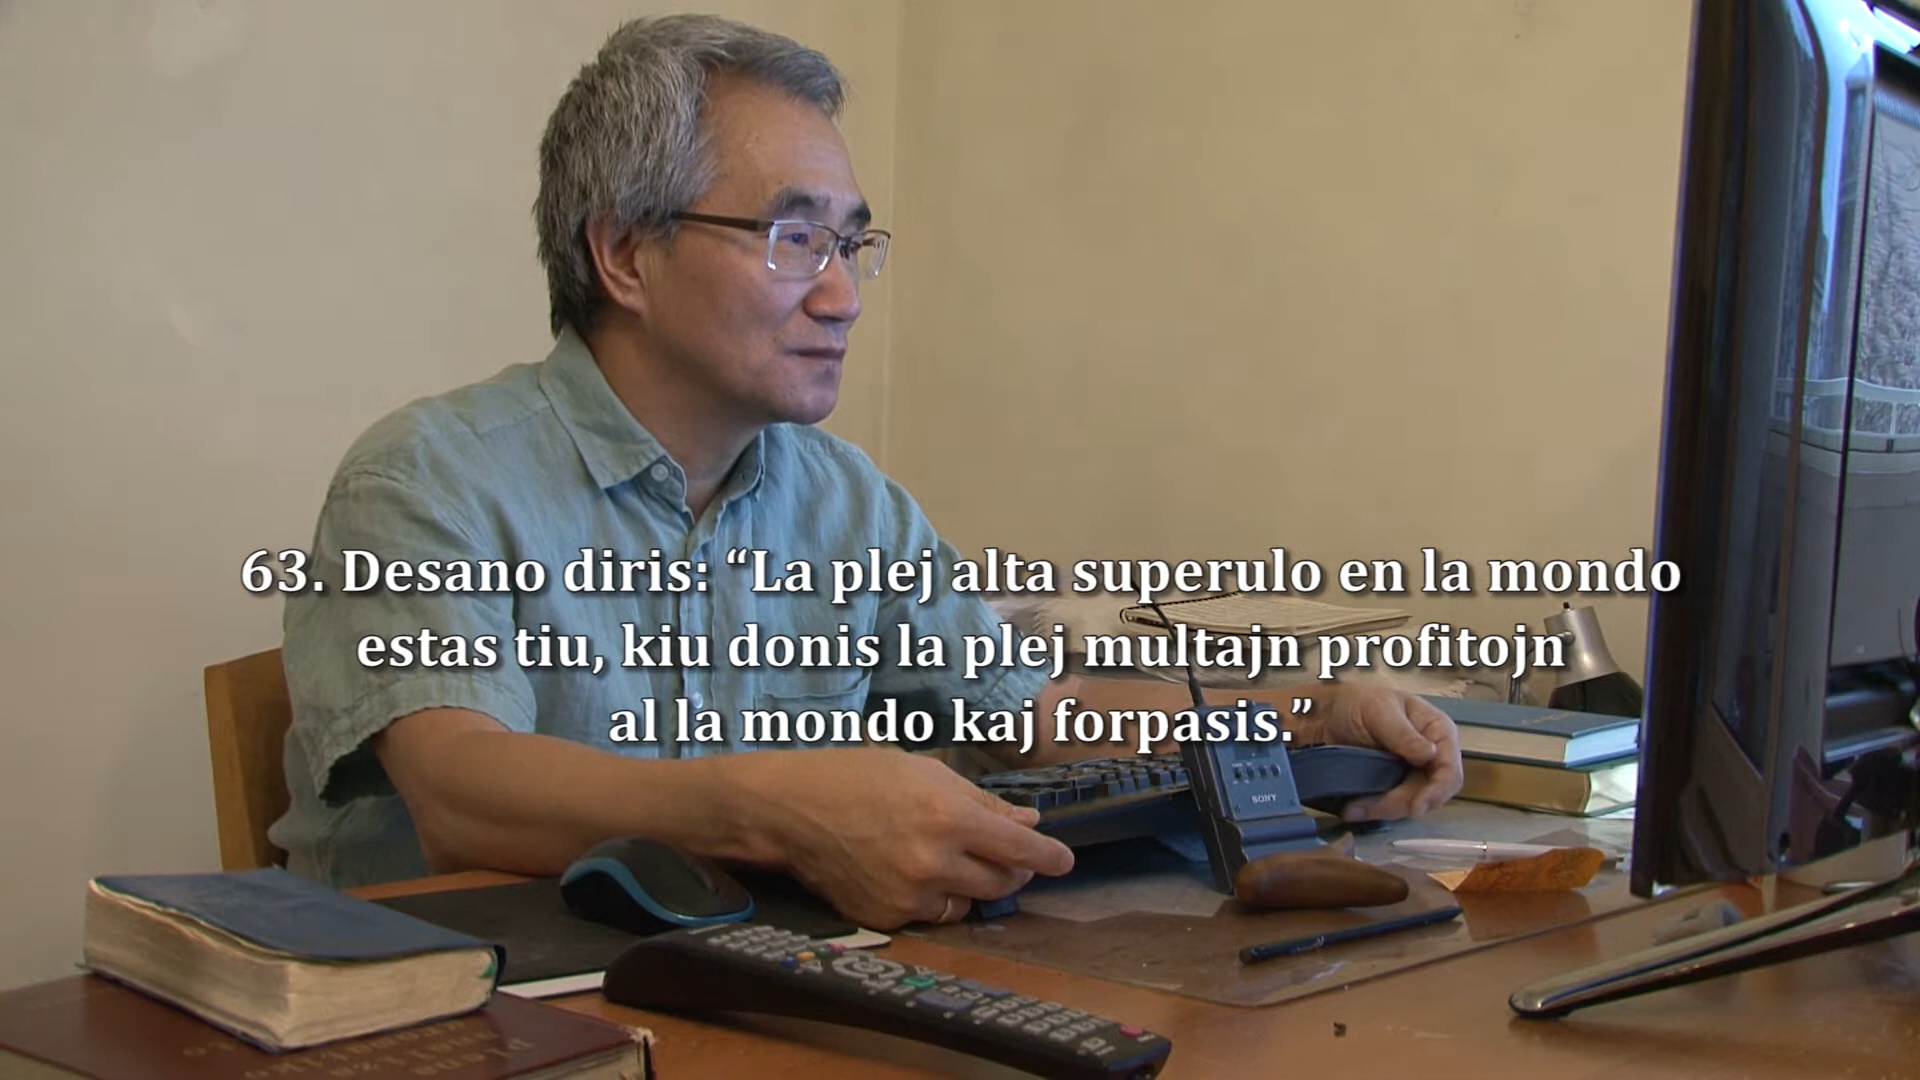 63. Desano diris: “La plej alta superulo en la mondo
estas tiu, kiu donis la plej multajn profitojn
al la mondo kaj forpasis.”
SONY